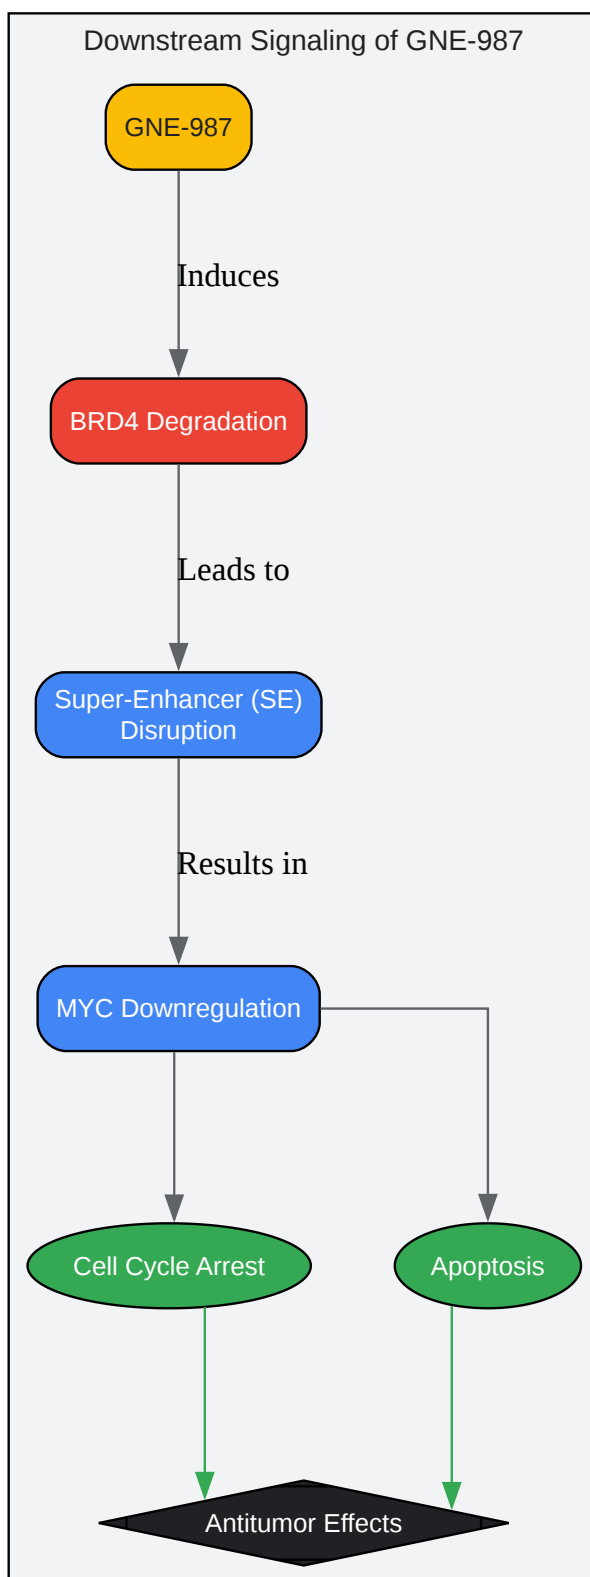 Downstream Signaling of GNE-987
GNE-987
Induces
BRD4 Degradation
Leads to
Super-Enhancer (SE)
Disruption
Results in
MYC Downregulation
Cell Cycle Arrest
Apoptosis
Antitumor Effects